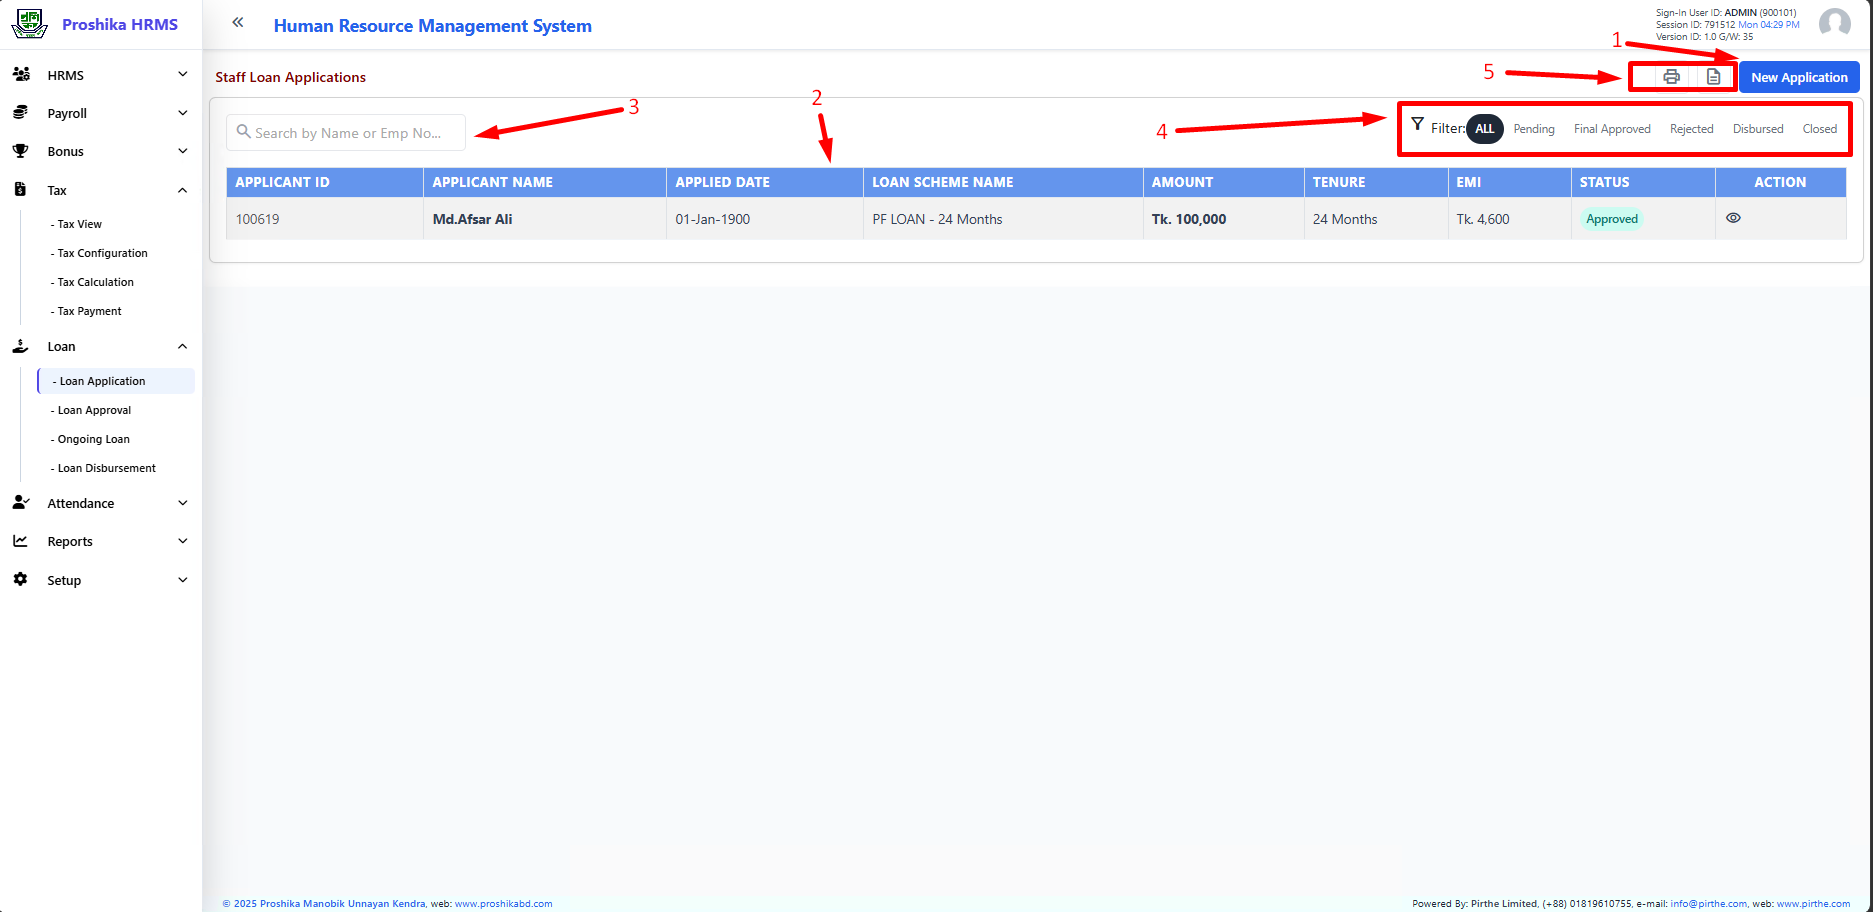 Proshika HRMS
Human Resource Management System
Sign-In User ID: ADMIN (900101)
Session ID: 791512 Mon 04:29 PM
Version ID: 1.0 G/W: 35
HRMS
Payroll
Bonus
Tax
- Tax View
- Tax Configuration
- Tax Calculation
- Tax Payment
Loan
- Loan Application
- Loan Approval
- Ongoing Loan
- Loan Disbursement
Attendance
Reports
Setup
1
Staff Loan Applications
5
New Application
3
2
4
Search by Name or Emp No...
Filter: ALL Pending Final Approved Rejected Disbursed Closed
APPLICANT ID APPLICANT NAME APPLIED DATE LOAN SCHEME NAME AMOUNT TENURE EMI STATUS ACTION
100619 Md.Afsar Ali 01-Jan-1900 PF LOAN - 24 Months Tk. 100,000 24 Months Tk. 4,600 Approved
© 2025 Proshika Manobik Unnayan Kendra, web: www.proshikabd.com
Powered By: Pirthe Limited, (+88) 01819610755, e-mail: info@pirthe.com, web: www.pirthe.com